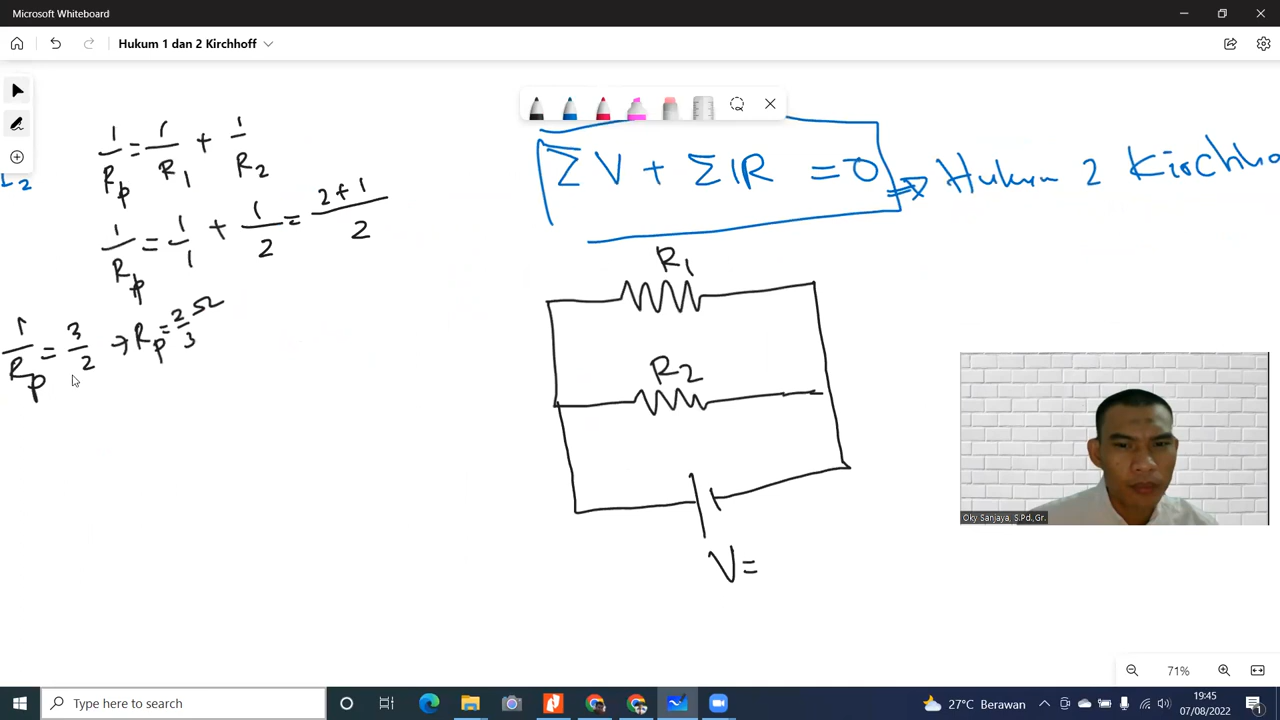 Microsoft Whiteboard
Hukum 1 dan 2 Kirchhoff
1/Rp = 1/R1 + 1/R2
1/Rp = 1/1 + 1/2 = 2+1/2
1/Rp = 3/2 → Rp = 2/3 Ω
ΣV + ΣIR = 0 → Hukum 2 Kirchho
R1
R2
V=
Oky Sanjaya, S.Pd.,Gr.
71%
Type here to search
27°C Berawan
19:45
07/08/2022
1